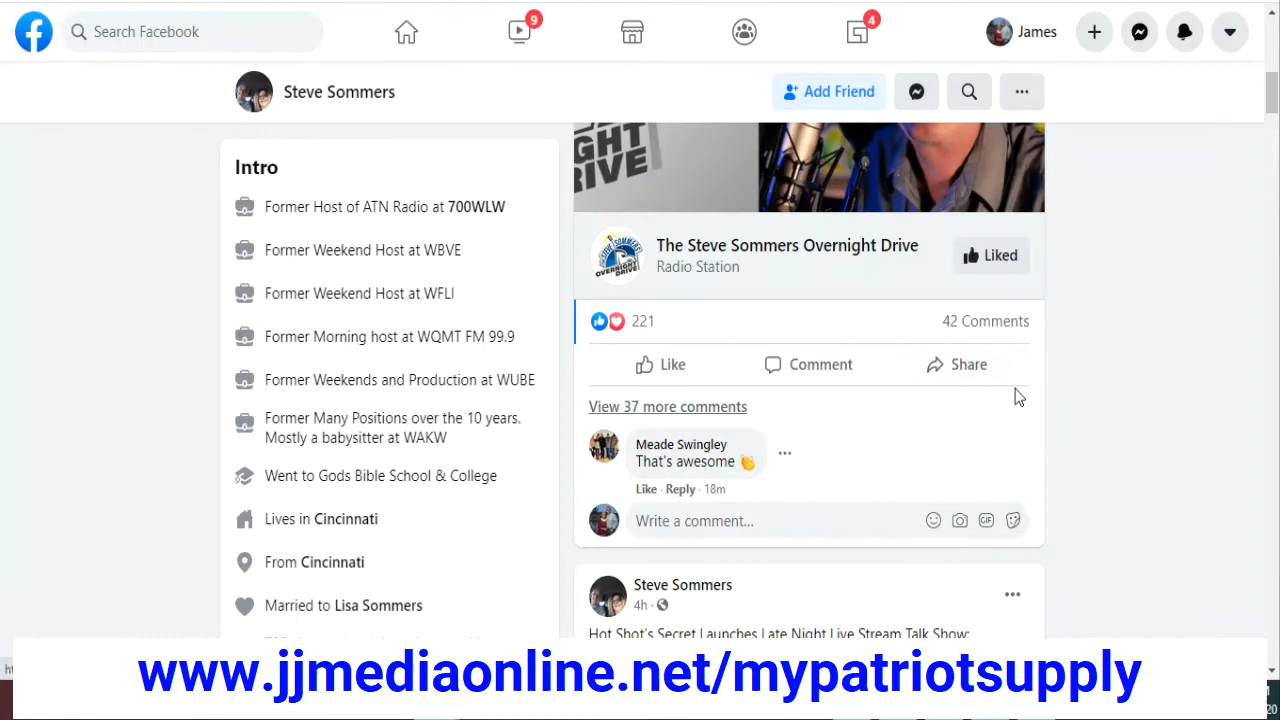 Search Facebook
9
4
James
Steve Sommers
Add Friend
Intro
Former Host of ATN Radio at 700WLW
Former Weekend Host at WBVE
Former Weekend Host at WFLI
Former Morning host at WQMT FM 99.9
Former Weekends and Production at WUBE
Former Many Positions over the 10 years.
Mostly a babysitter at WAKW
Went to Gods Bible School & College
Lives in Cincinnati
From Cincinnati
Married to Lisa Sommers
GHT
DRIVE
The Steve Sommers Overnight Drive
Radio Station
Liked
221
42 Comments
Like
Comment
Share
View 37 more comments
Meade Swingley
That's awesome 👏
Like · Reply · 18m
Write a comment...
GIF
Steve Sommers
4h
Hot Shot's Secret Launches Late Night Live Stream Talk Show:
www.jjmediaonline.net/mypatriotsupply